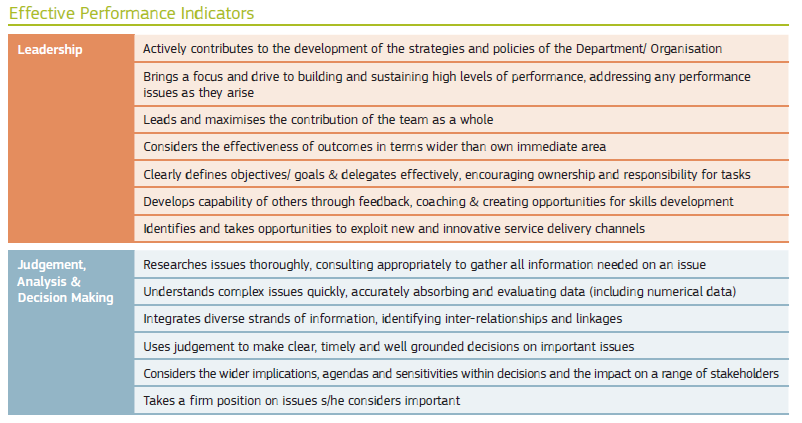 Effective Performance Indicators
Leadership
Actively contributes to the development of the strategies and policies of the Department/ Organisation
Brings a focus and drive to building and sustaining high levels of performance, addressing any performance
issues as they arise
Leads and maximises the contribution of the team as a whole
Considers the effectiveness of outcomes in terms wider than own immediate area
Clearly defines objectives/ goals & delegates effectively, encouraging ownership and responsibility for tasks
Develops capability of others through feedback, coaching & creating opportunities for skills development
Identifies and takes opportunities to exploit new and innovative service delivery channels
Judgement,
Analysis &
Decision Making
Researches issues thoroughly, consulting appropriately to gather all information needed on an issue
Understands complex issues quickly, accurately absorbing and evaluating data (including numerical data)
Integrates diverse strands of information, identifying inter-relationships and linkages
Uses judgement to make clear, timely and well grounded decisions on important issues
Considers the wider implications, agendas and sensitivities within decisions and the impact on a range of stakeholders
Takes a firm position on issues s/he considers important